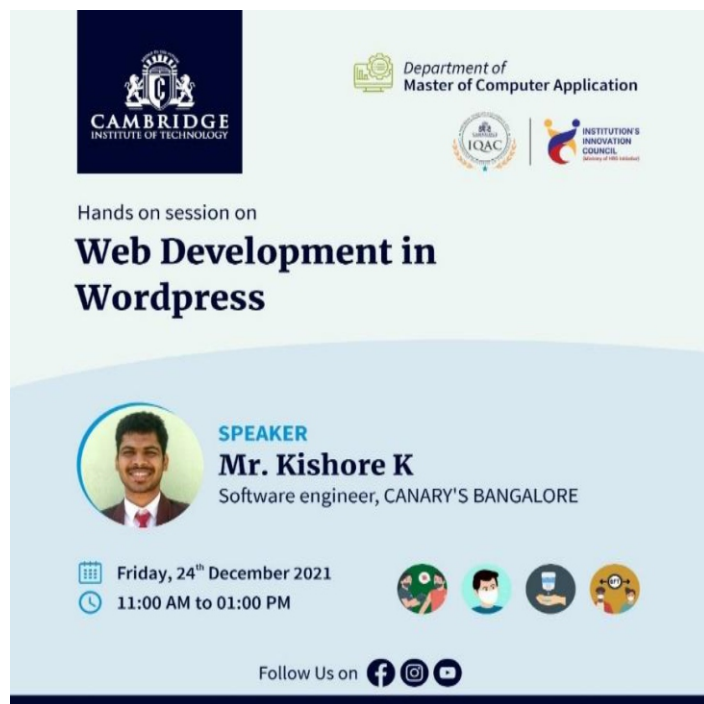 CAMBRIDGE
INSTITUTE OF TECHNOLOGY
Department of
Master of Computer Application
IQAC
INSTITUTION'S
INNOVATION
COUNCIL
Hands on session on
Web Development in
Wordpress
SPEAKER
Mr. Kishore K
Software engineer, CANARY'S BANGALORE
Friday, 24th December 2021
11:00 AM to 01:00 PM
6FT
Follow Us on